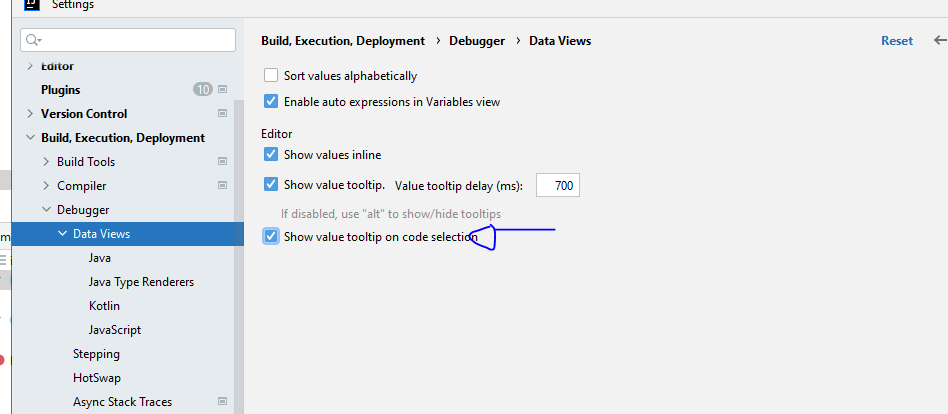 Settings
Build, Execution, Deployment › Debugger › Data Views Reset
Editor
Plugins 10
Version Control
Build, Execution, Deployment
Build Tools
Compiler
Debugger
Data Views
Java
Java Type Renderers
Kotlin
JavaScript
Stepping
HotSwap
Async Stack Traces
Sort values alphabetically
Enable auto expressions in Variables view
Editor
Show values inline
Show value tooltip. Value tooltip delay (ms): 700
If disabled, use "alt" to show/hide tooltips
Show value tooltip on code selection